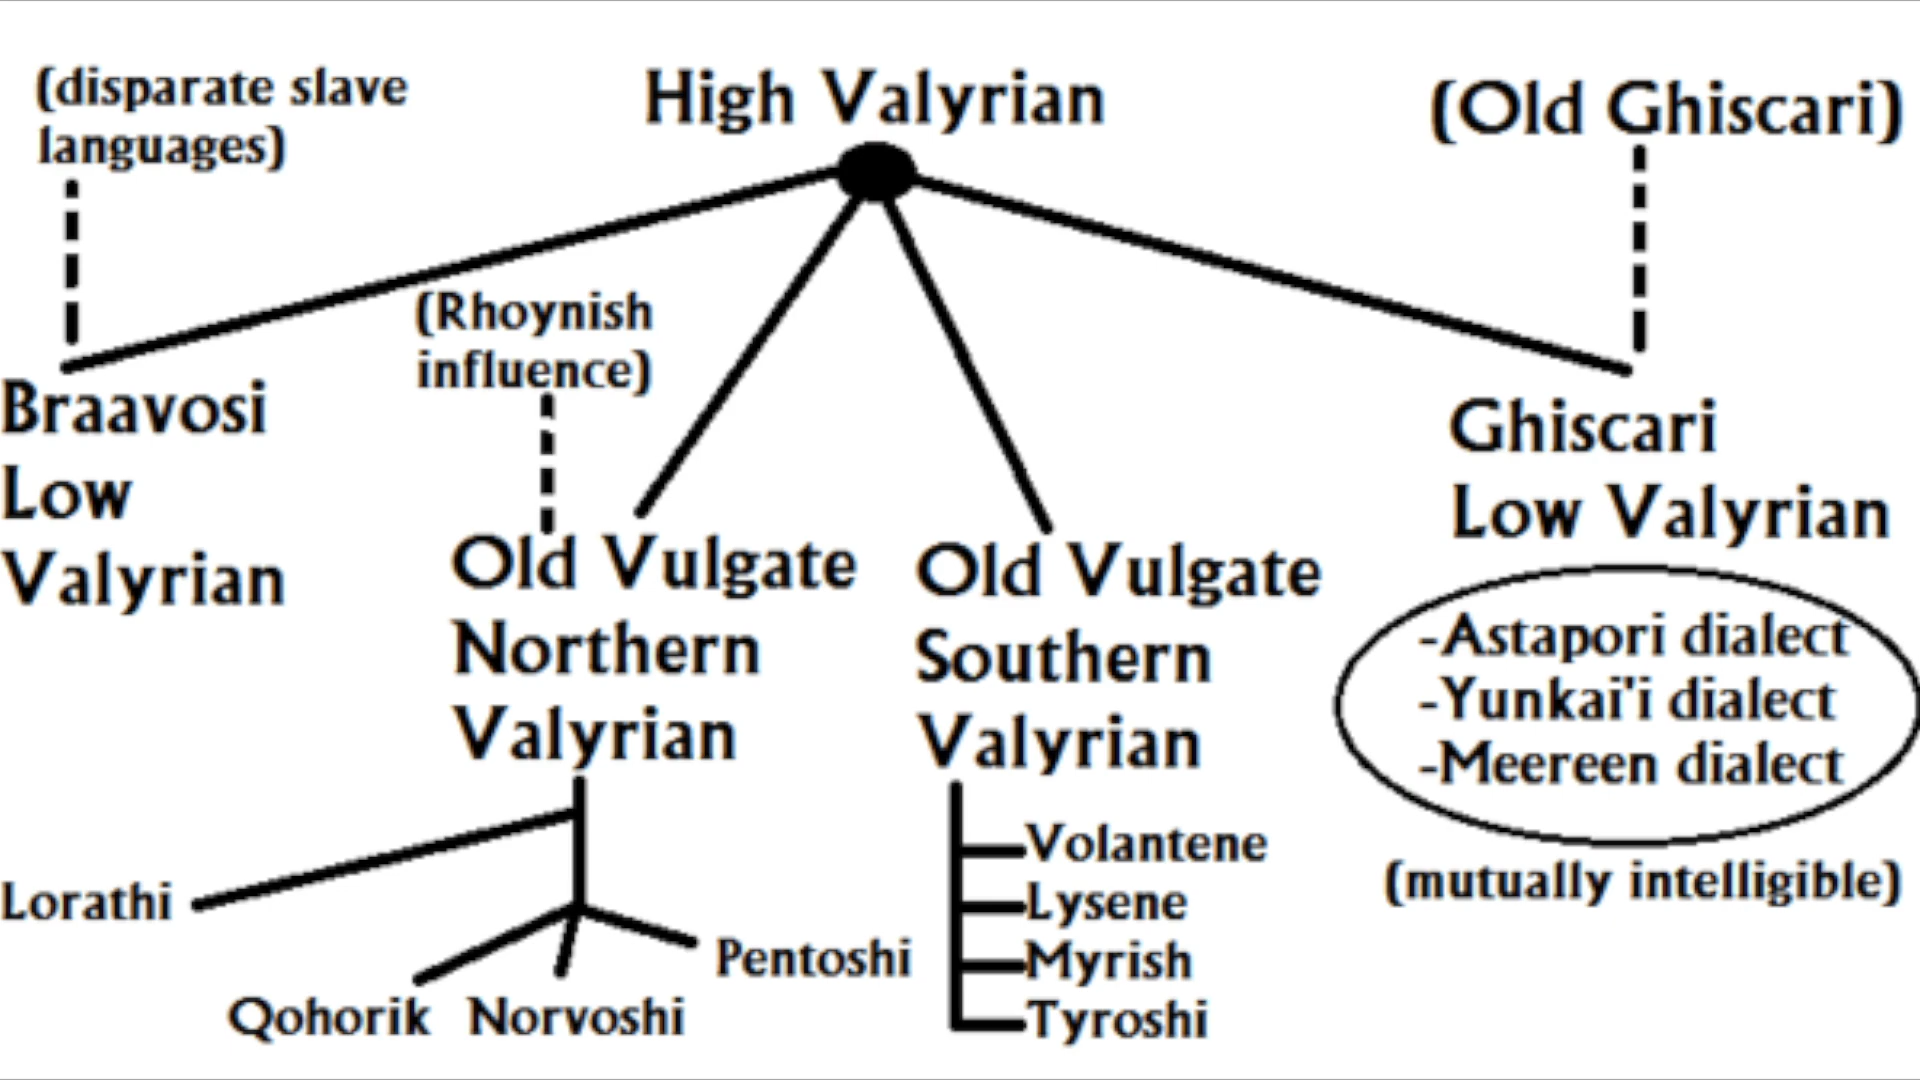 (disparate slave
languages)
High Valyrian
(Old Ghiscari)
(Rhoynish
influence)
Braavosi
Low
Valyrian
Old Vulgate
Northern
Valyrian
Old Vulgate
Southern
Valyrian
Ghiscari
Low Valyrian
-Astapori dialect
-Yunkai'i dialect
-Meereen dialect
(mutually intelligible)
Lorathi
Qohorik
Norvoshi
Pentoshi
Volantene
Lysene
Myrish
Tyroshi